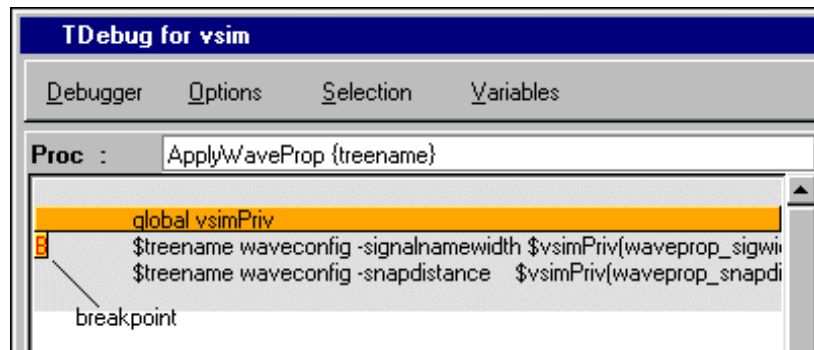 TDebug for vsim
Debugger Options Selection Variables
Proc : ApplyWaveProp {treename}
global vsimPriv
B $treename waveconfig -signalnamewidth $vsimPriv(waveprop_sigwi
$treename waveconfig -snapdistance $vsimPriv(waveprop_snapdi
breakpoint